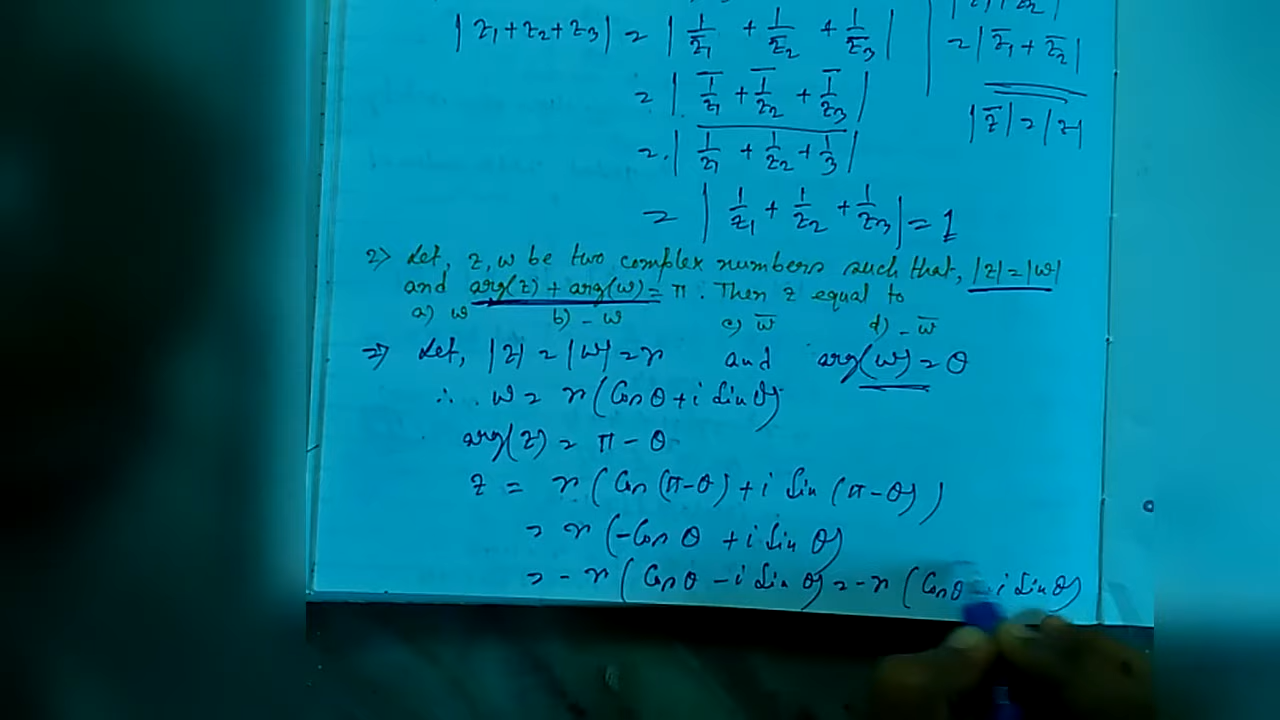 |z₁+z₂+z₃| = | 1/z̅₁ + 1/z̅₂ + 1/z̅₃ |
= |z̅₁ + z̅₂|
= | 1̅/z₁ + 1̅/z₂ + 1̅/z₃ |
|z̅| = |z|
= | \overline{1/z₁ + 1/z₂ + 1/3} |
= | 1/z₁ + 1/z₂ + 1/z₃ | = 1
2> Let, z, w be two complex numbers such that, |z| = |w|
and arg(z) + arg(w) = π. Then z equal to
a) w b) - w c) w̅ d) - w̅
=> Let, |z| = |w| = r and arg(w) = θ
∴ w = r (Cos θ + i Sin θ)
arg(z) = π - θ
z = r (Cos (π-θ) + i Sin (π-θ))
= r (-Cos θ + i Sin θ)
= - r (Cos θ - i Sin θ) = - r (Cos θ i Sin θ)